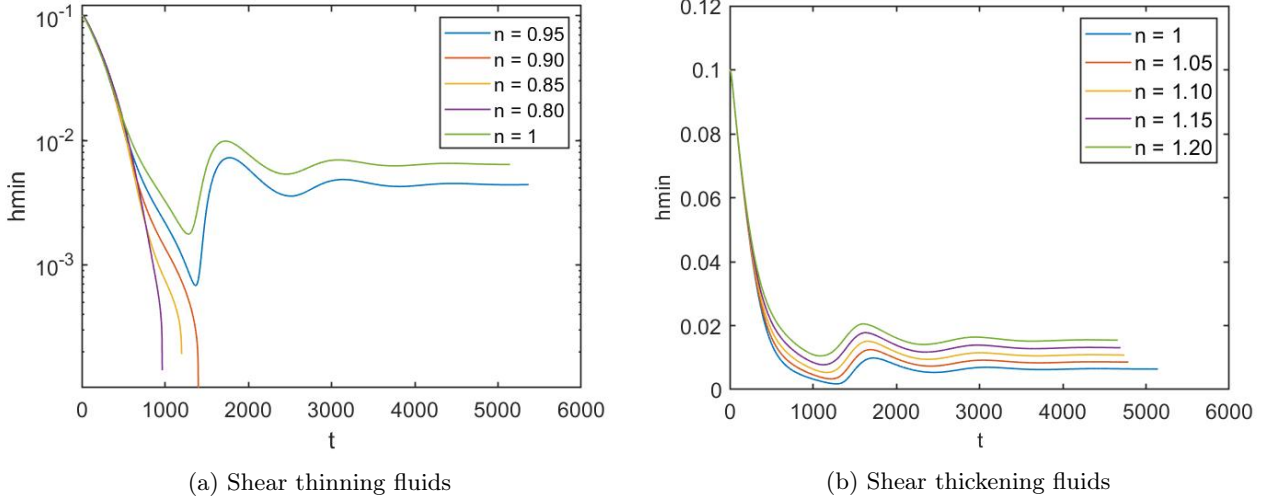 10-1
10-2
10-3
hmin
0 1000 2000 3000 4000 5000 6000
t
n = 0.95
n = 0.90
n = 0.85
n = 0.80
n = 1
(a) Shear thinning fluids
0.12
0.1
0.08
0.06
0.04
0.02
0
hmin
0 1000 2000 3000 4000 5000 6000
t
n = 1
n = 1.05
n = 1.10
n = 1.15
n = 1.20
(b) Shear thickening fluids